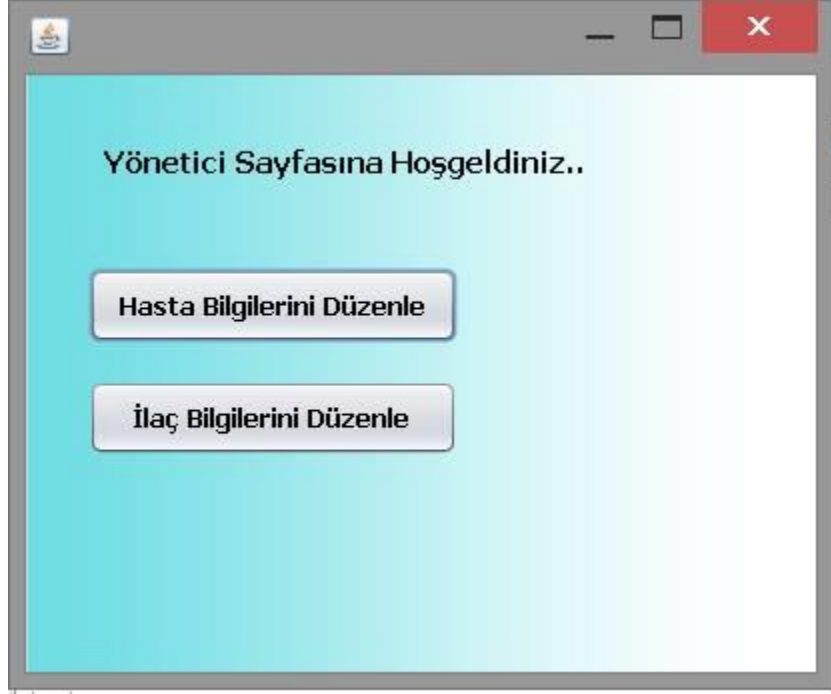 Yönetici Sayfasına Hoşgeldiniz..
Hasta Bilgilerini Düzenle
İlaç Bilgilerini Düzenle